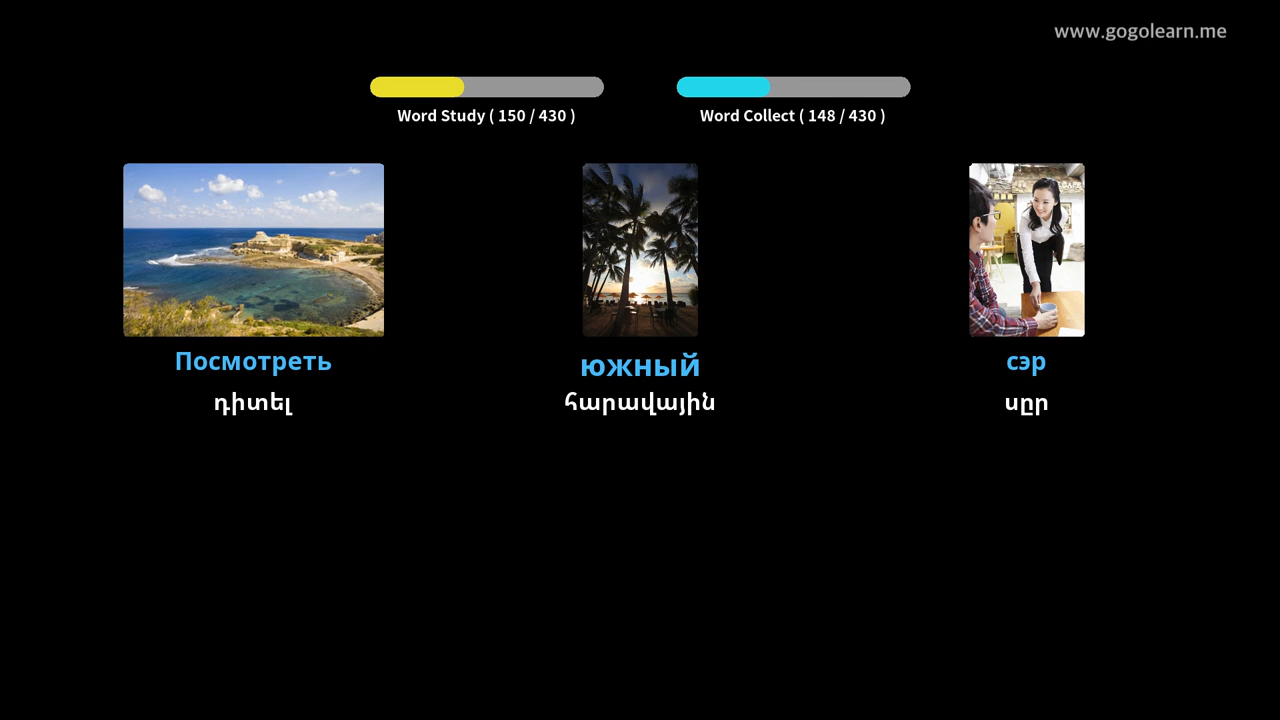 www.gogolearn.me
Word Study ( 150 / 430 )
Word Collect ( 148 / 430 )
Посмотреть
դիտել
южный
հարավային
сэр
սըր